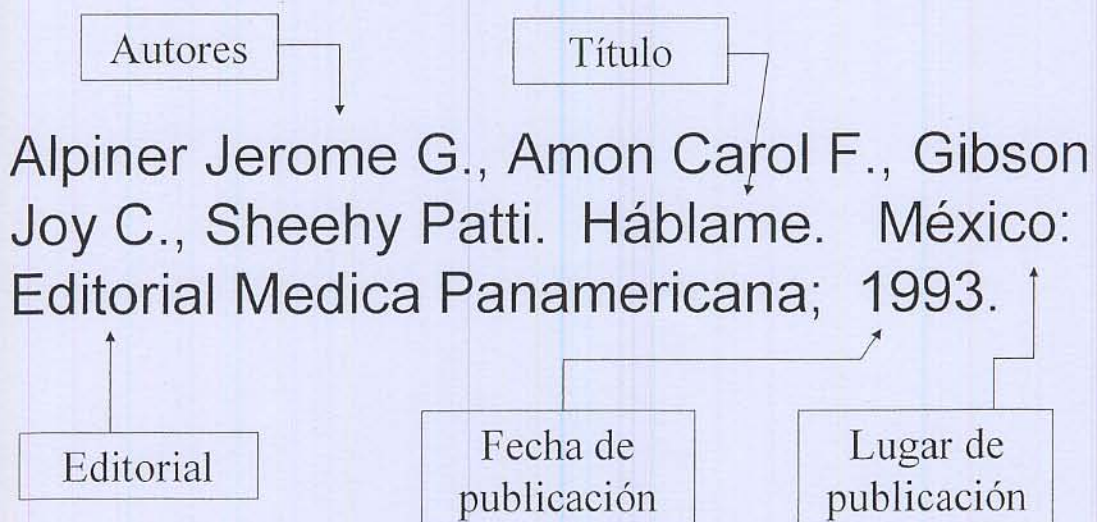 Autores
Título
Alpiner Jerome G., Amon Carol F., Gibson
Joy C., Sheehy Patti. Háblame. México:
Editorial Medica Panamericana; 1993.
Editorial
Fecha de
publicación
Lugar de
publicación